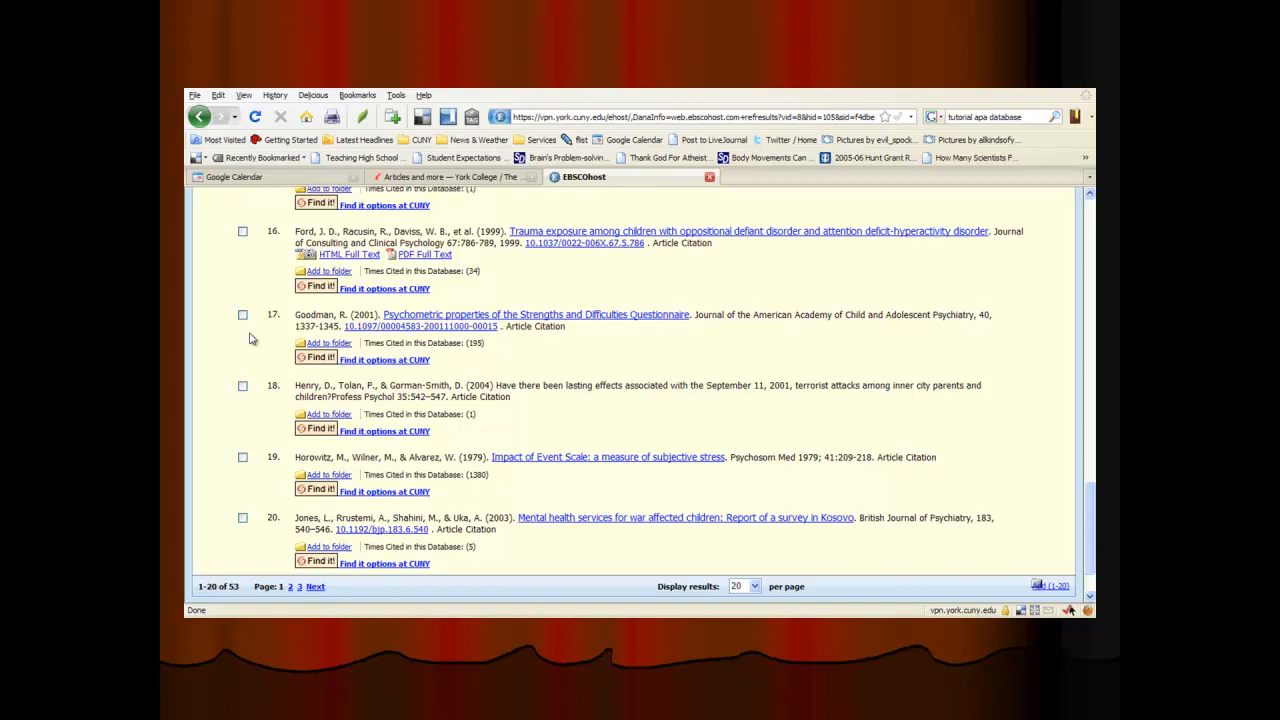 File Edit View History Delicious Bookmarks Tools Help
https://vpn.york.cuny.edu/ehost/,DanaInfo=web.ebscohost.com+refresults?vid=8&hid=105&sid=f4dbe tutorial apa database
Most Visited Getting Started Latest Headlines CUNY News & Weather Services flist Google Calendar Post to LiveJournal Twitter / Home Pictures by evil_spock... Pictures by allkindsofy...
Recently Bookmarked Teaching High School ... Student Expectations ... Brain's Problem-solvin... Thank God For Atheist... Body Movements Can ... 2005-06 Hunt Grant R... How Many Scientists F...
Google Calendar Articles and more — York College / The ... EBSCOhost
Add to folder Times Cited in this Database: (1)
Find it! Find it options at CUNY
16. Ford, J. D., Racusin, R., Daviss, W. B., et al. (1999). Trauma exposure among children with oppositional defiant disorder and attention deficit-hyperactivity disorder. Journal
of Consulting and Clinical Psychology 67:786-789, 1999. 10.1037/0022-006X.67.5.786 . Article Citation
HTML Full Text PDF Full Text
Add to folder Times Cited in this Database: (34)
Find it! Find it options at CUNY
17. Goodman, R. (2001). Psychometric properties of the Strengths and Difficulties Questionnaire. Journal of the American Academy of Child and Adolescent Psychiatry, 40,
1337-1345. 10.1097/00004583-200111000-00015 . Article Citation
Add to folder Times Cited in this Database: (195)
Find it! Find it options at CUNY
18. Henry, D., Tolan, P., & Gorman-Smith, D. (2004) Have there been lasting effects associated with the September 11, 2001, terrorist attacks among inner city parents and
children?Profess Psychol 35:542–547. Article Citation
Add to folder Times Cited in this Database: (1)
Find it! Find it options at CUNY
19. Horowitz, M., Wilner, M., & Alvarez, W. (1979). Impact of Event Scale: a measure of subjective stress. Psychosom Med 1979; 41:209-218. Article Citation
Add to folder Times Cited in this Database: (1380)
Find it! Find it options at CUNY
20. Jones, L., Rrustemi, A., Shahini, M., & Uka, A. (2003). Mental health services for war affected children: Report of a survey in Kosovo. British Journal of Psychiatry, 183,
540–546. 10.1192/bjp.183.6.540 . Article Citation
Add to folder Times Cited in this Database: (5)
Find it! Find it options at CUNY
1-20 of 53 Page: 1 2 3 Next Display results: 20 per page Add (1-20)
Done vpn.york.cuny.edu